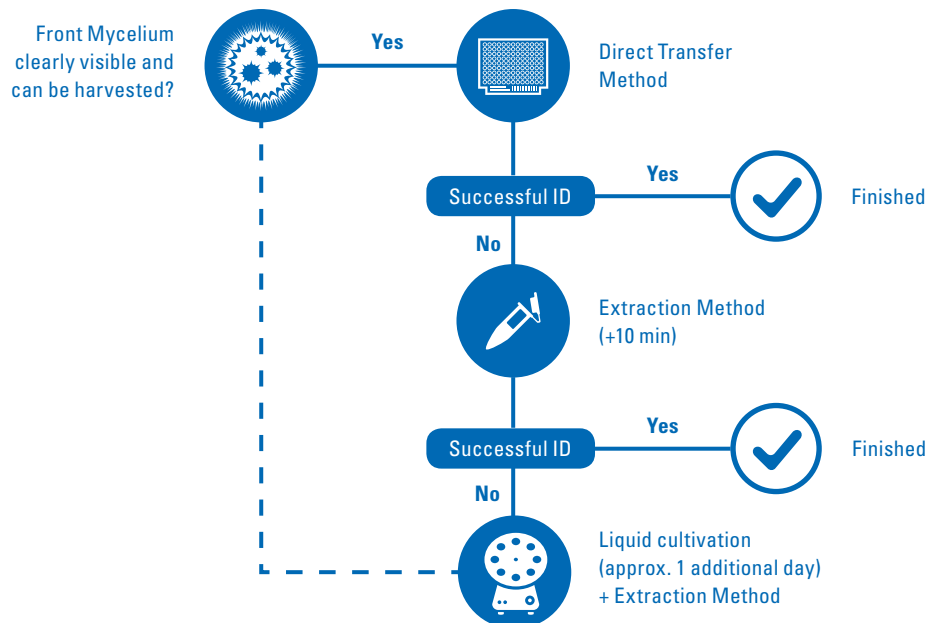 Front Mycelium
clearly visible and
can be harvested?
Yes
Direct Transfer
Method
Successful ID
Yes
Finished
No
Extraction Method
(+10 min)
Successful ID
Yes
Finished
No
Liquid cultivation
(approx. 1 additional day)
+ Extraction Method